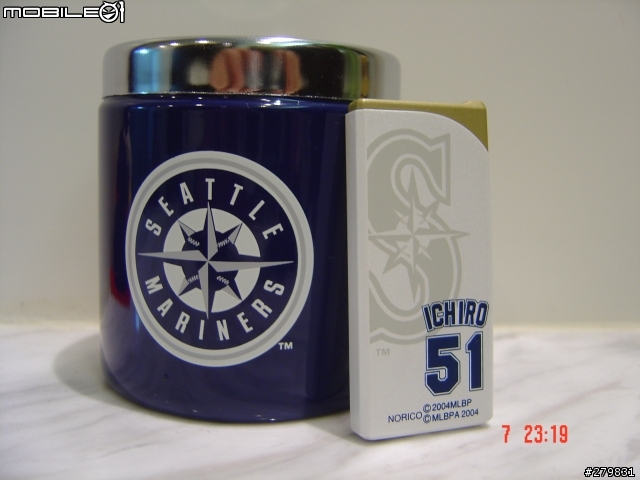 MOBILE01
SEATTLE
MARINERS
TM
S
TM
ICHIRO
51
NORICO ©2004MLBP
©MLBPA 2004
7 23:19
#279831